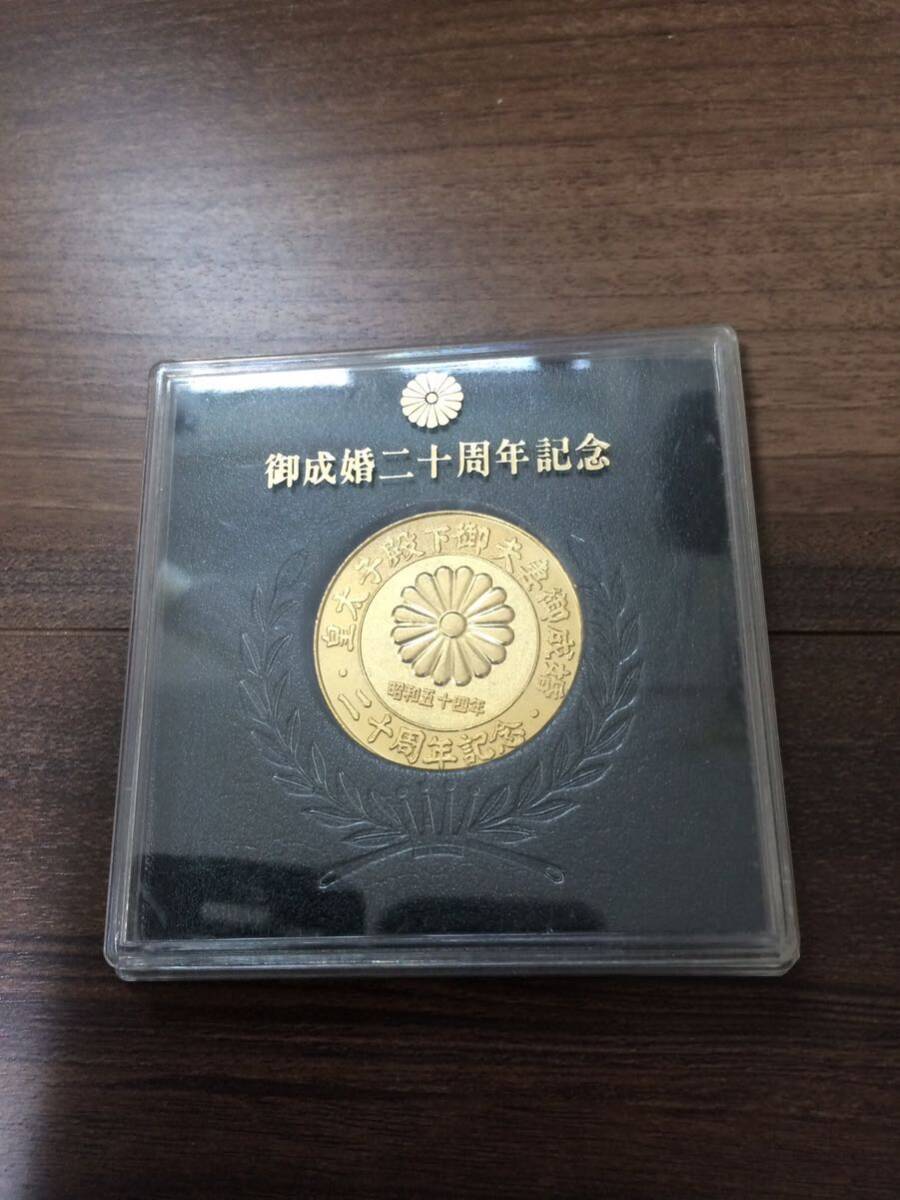 御成婚二十周年記念
皇太子殿下御夫妻御成婚
昭和五十四年
二十周年記念